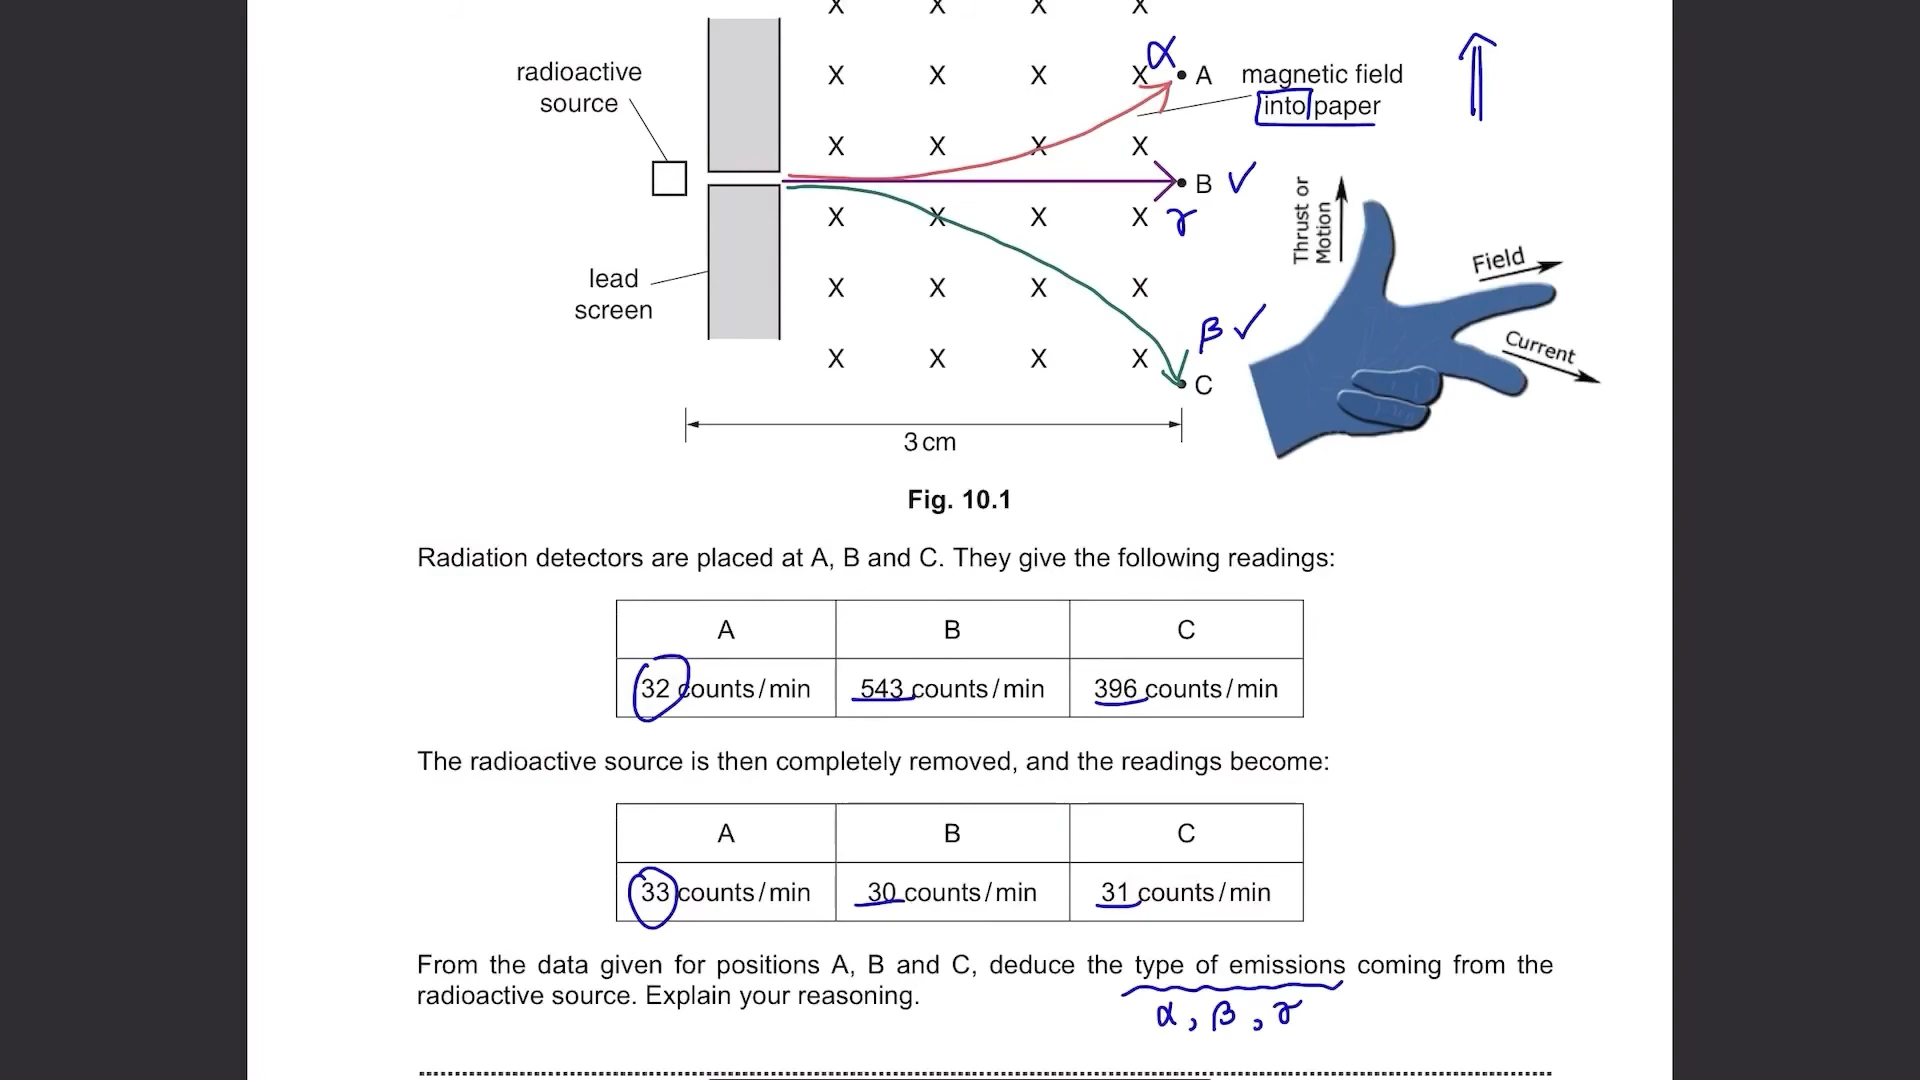 X X X X
radioactive
source
X X X X
α
A
magnetic field
into paper
X X X X
B ✓
γ
X X X X
Thrust or
Motion
Field
Current
lead
screen
X X X X
β ✓
X X X X
C
3 cm
Fig. 10.1
Radiation detectors are placed at A, B and C. They give the following readings:
A B C
32 counts / min 543 counts / min 396 counts / min
The radioactive source is then completely removed, and the readings become:
A B C
33 counts / min 30 counts / min 31 counts / min
From the data given for positions A, B and C, deduce the type of emissions coming from the
radioactive source. Explain your reasoning.
α, β, γ